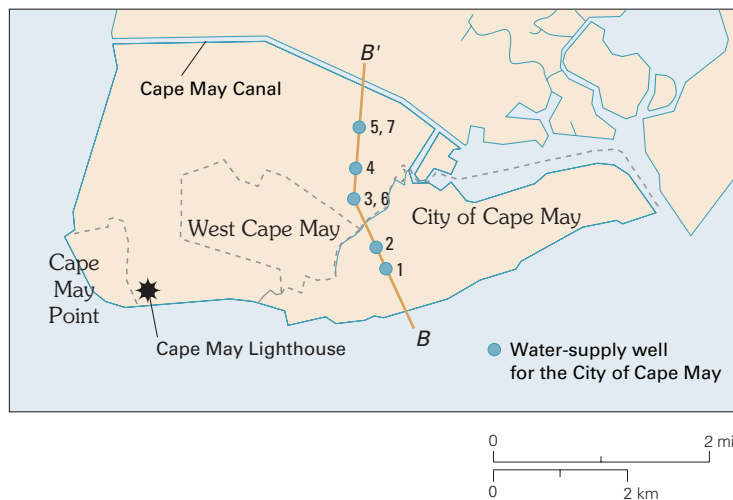 B'
Cape May Canal
5, 7
4
3, 6
West Cape May
City of Cape May
2
1
Cape
May
Point
B
Cape May Lighthouse
Water-supply well
for the City of Cape May
0 2 mi
0 2 km